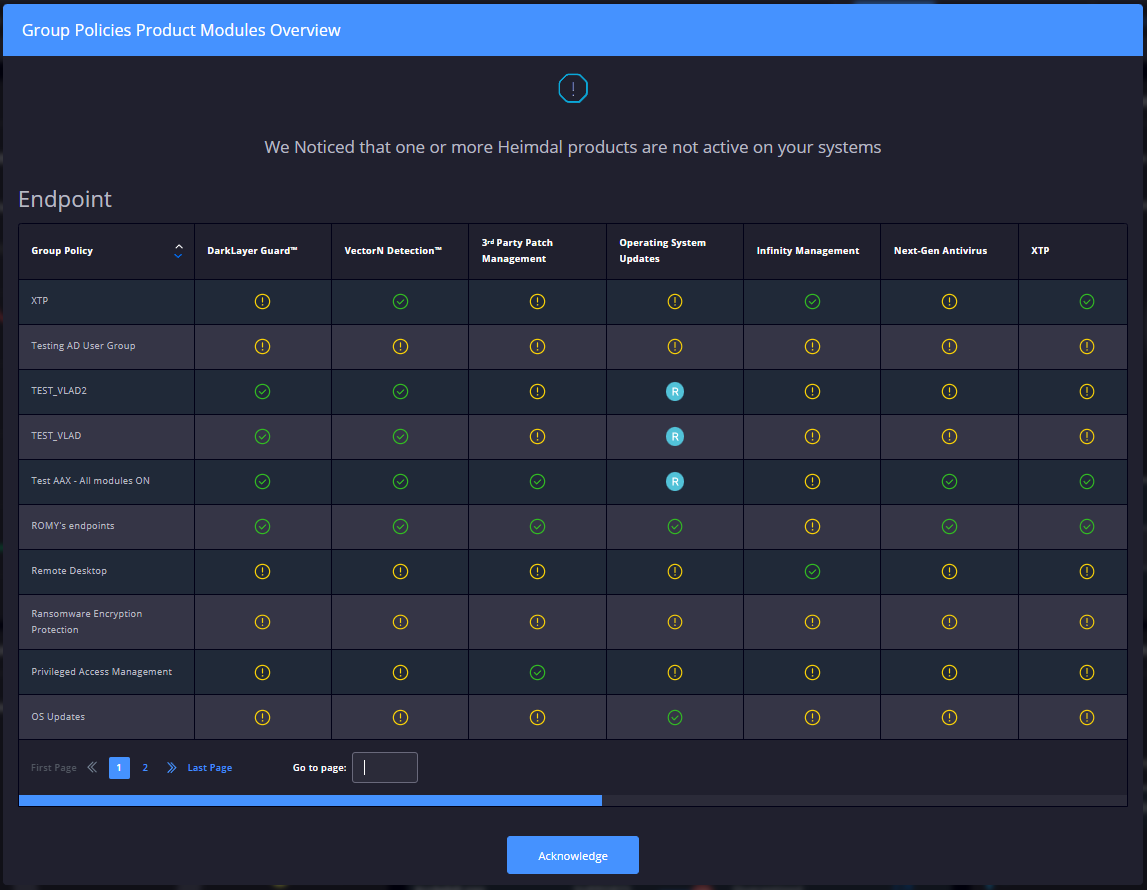 Group Policies Product Modules Overview
We Noticed that one or more Heimdal products are not active on your systems
Endpoint
Group Policy DarkLayer Guard™ VectorN Detection™ 3rd Party Patch Management Operating System Updates Infinity Management Next-Gen Antivirus XTP
XTP
Testing AD User Group
TEST_VLAD2 R
TEST_VLAD R
Test AAX - All modules ON R
ROMY's endpoints
Remote Desktop
Ransomware Encryption
Protection
Privileged Access Management
OS Updates
First Page 1 2 Last Page Go to page:
Acknowledge